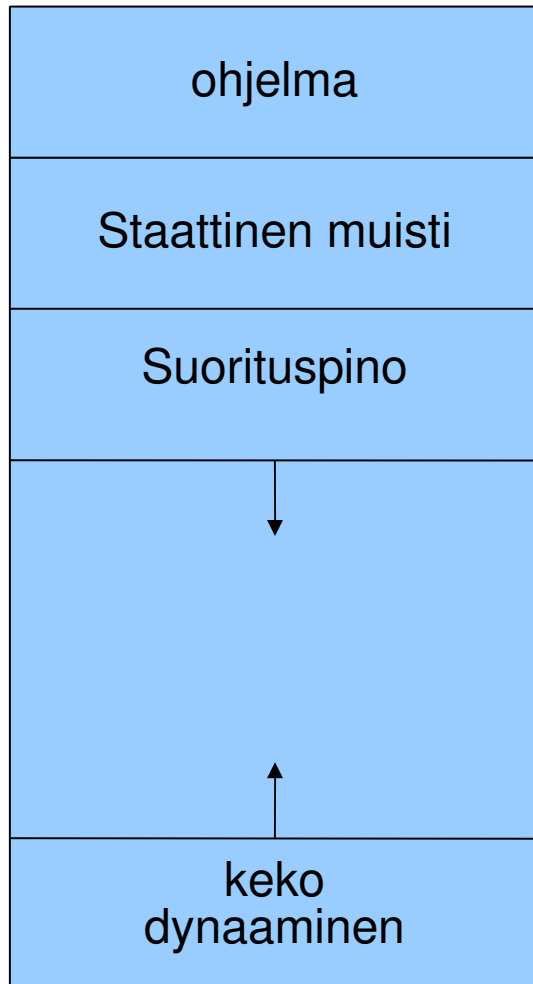 ohjelma
Staattinen muisti
Suorituspino
keko
dynaaminen